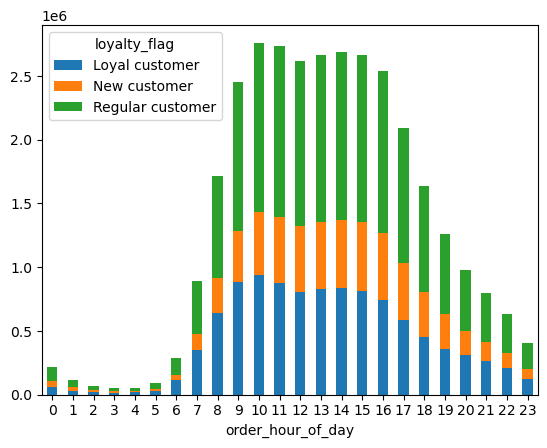 1e6
loyalty_flag
Loyal customer
New customer
Regular customer
2.5
2.0
1.5
1.0
0.5
0.0
0 1 2 3 4 5 6 7 8 9 10 11 12 13 14 15 16 17 18 19 20 21 22 23
order_hour_of_day